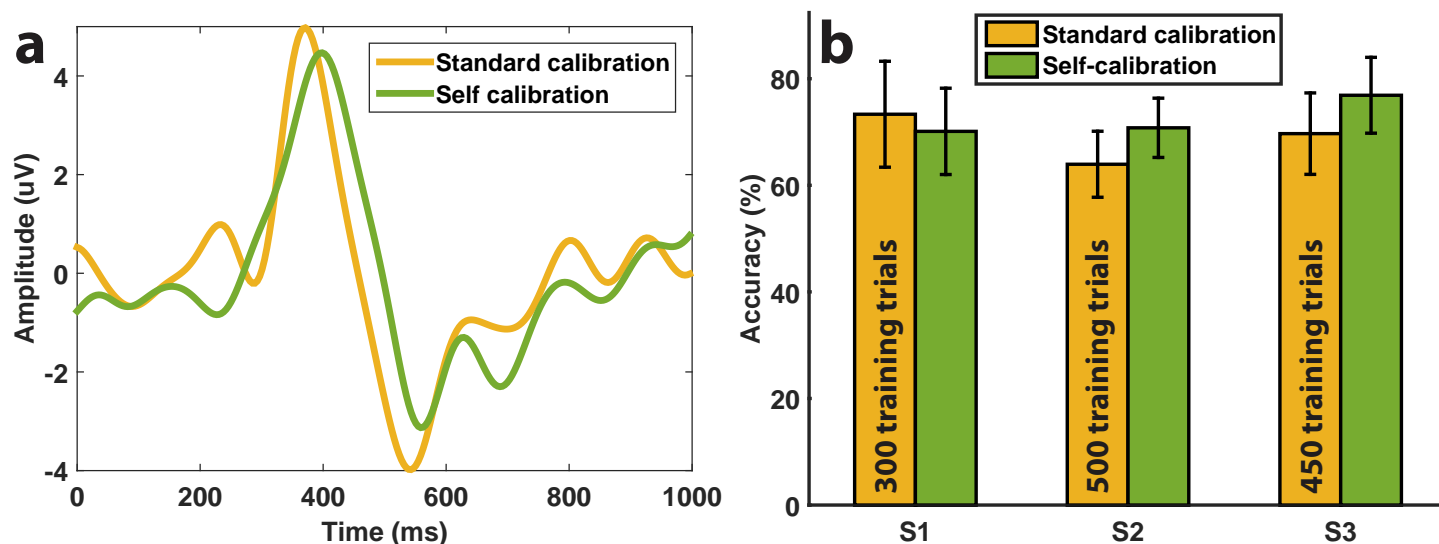 a
Standard calibration
Self calibration
Amplitude (uV)
4
2
0
-2
-4
0
200
400
600
800
1000
Time (ms)
b
Standard calibration
Self-calibration
Accuracy (%)
80
60
40
20
0
300 training trials
500 training trials
450 training trials
S1
S2
S3